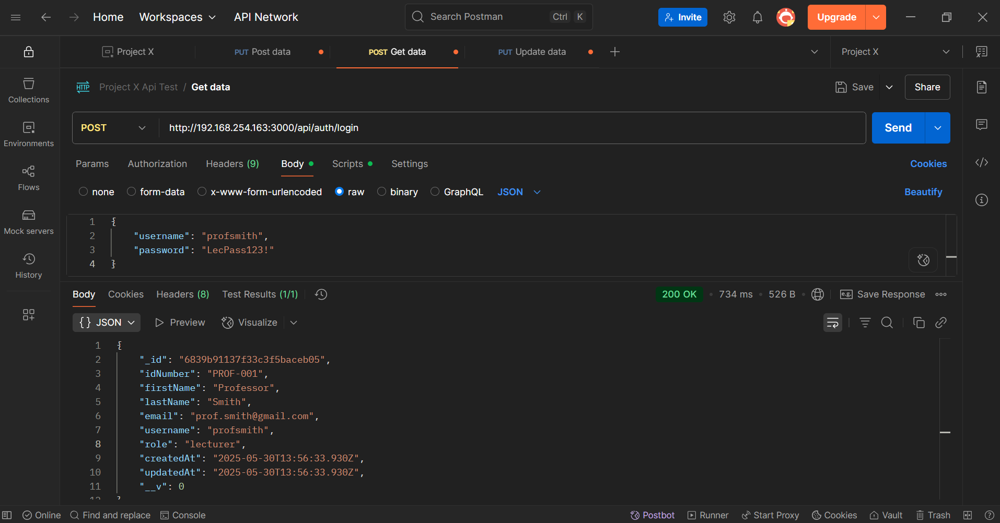 Home Workspaces API Network Search Postman Ctrl K Invite Upgrade
Project X PUT Post data POST Get data PUT Update data Project X
HTTP Project X Api Test / Get data Save Share
POST http://192.168.254.163:3000/api/auth/login Send
Params Authorization Headers (9) Body Scripts Settings Cookies
none form-data x-www-form-urlencoded raw binary GraphQL JSON Beautify
Collections
Environments
Flows
Mock servers
History
1 {
2 "username": "profsmith",
3 "password": "LecPass123!"
4 }
Body Cookies Headers (8) Test Results (1/1) 200 OK 734 ms 526 B e.g. Save Response
{} JSON Preview Visualize
1 {
2 "_id": "6839b91137f33c3f5baceb05",
3 "idNumber": "PROF-001",
4 "firstName": "Professor",
5 "lastName": "Smith",
6 "email": "prof.smith@gmail.com",
7 "username": "profsmith",
8 "role": "lecturer",
9 "createdAt": "2025-05-30T13:56:33.930Z",
10 "updatedAt": "2025-05-30T13:56:33.930Z",
11 "__v": 0
Online Find and replace Console Postbot Runner Start Proxy Cookies Vault Trash